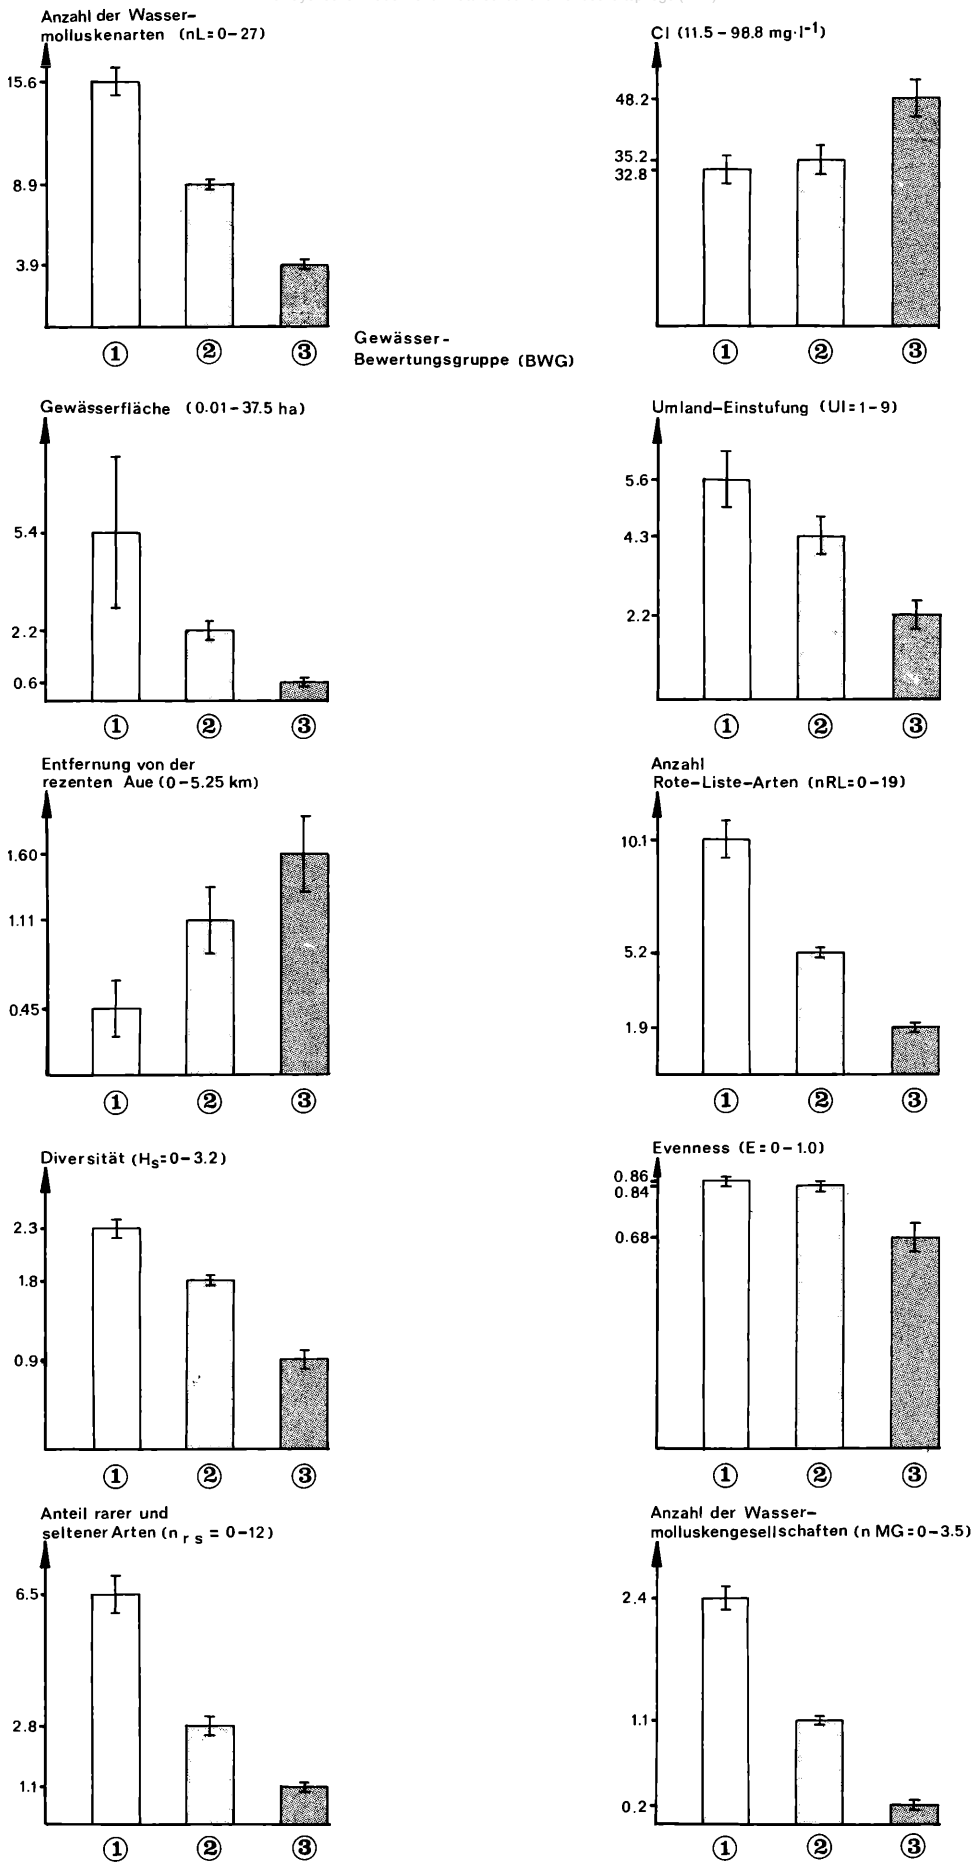 Anzahl der Wasser-
molluskenarten (nL=0-27)
15.6
8.9
3.9
① ② ③
Gewässer-
Bewertungsgruppe (BWG)
Cl (11.5-98.8 mg·l-1)
48.2
35.2
32.8
① ② ③
Gewässerfläche (0.01-37.5 ha)
5.4
2.2
0.6
① ② ③
Umland-Einstufung (UI=1-9)
5.6
4.3
2.2
① ② ③
Entfernung von der
rezenten Aue (0-5.25 km)
1.60
1.11
0.45
① ② ③
Anzahl
Rote-Liste-Arten (nRL=0-19)
10.1
5.2
1.9
① ② ③
Diversität (Hs=0-3.2)
2.3
1.8
0.9
① ② ③
Evenness (E=0-1.0)
0.86
0.84
0.68
① ② ③
Anteil rarer und
seltener Arten (n r s = 0-12)
6.5
2.8
1.1
① ② ③
Anzahl der Wasser-
molluskengesellschaften (n MG=0-3.5)
2.4
1.1
0.2
① ② ③